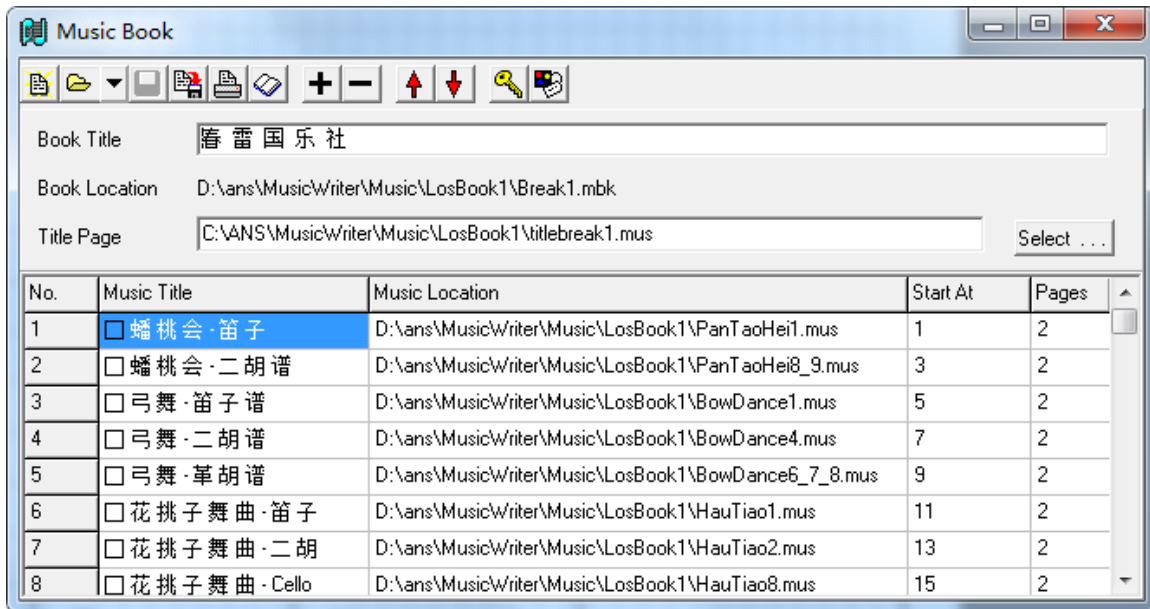 Music Book
Book Title 春 雷 国 乐 社
Book Location D:\ans\MusicWriter\Music\LosBook1\Break1.mbk
Title Page C:\ANS\MusicWriter\Music\LosBook1\titlebreak1.mus Select . . .
No. Music Title Music Location Start At Pages
1 蟠桃会·笛子 D:\ans\MusicWriter\Music\LosBook1\PanTaoHei1.mus 1 2
2 蟠桃会·二胡谱 D:\ans\MusicWriter\Music\LosBook1\PanTaoHei8_9.mus 3 2
3 弓舞·笛子谱 D:\ans\MusicWriter\Music\LosBook1\BowDance1.mus 5 2
4 弓舞·二胡谱 D:\ans\MusicWriter\Music\LosBook1\BowDance4.mus 7 2
5 弓舞·革胡谱 D:\ans\MusicWriter\Music\LosBook1\BowDance6_7_8.mus 9 2
6 花挑子舞曲·笛子 D:\ans\MusicWriter\Music\LosBook1\HauTiao1.mus 11 2
7 花挑子舞曲·二胡 D:\ans\MusicWriter\Music\LosBook1\HauTiao2.mus 13 2
8 花挑子舞曲·Cello D:\ans\MusicWriter\Music\LosBook1\HauTiao8.mus 15 2